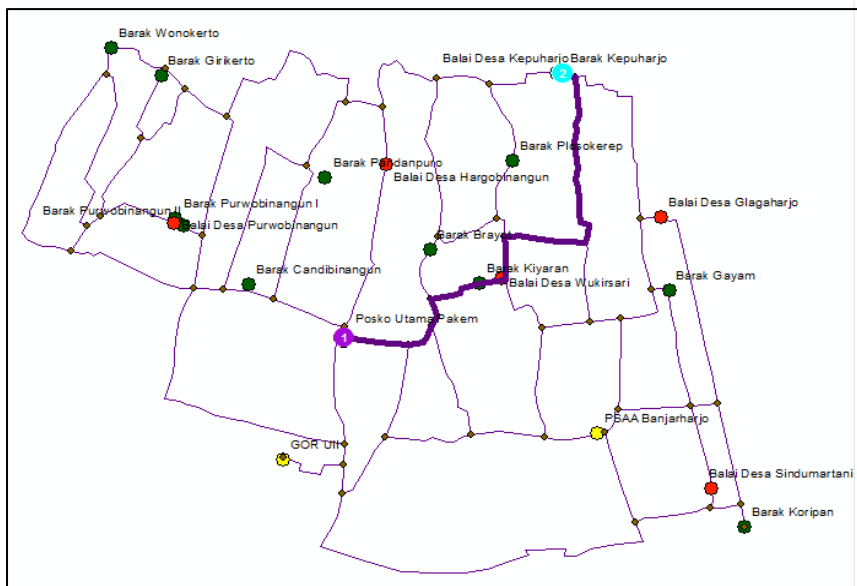 Barak Wonokerto
Balai Desa Kepuharjo Barak Kepuharjo
Barak Girikerto
2
Barak Plosokerep
Barak Pandanpuro
Balai Desa Hargobinangun
Balai Desa Glagaharjo
Barak Purwobinangun I
Barak Purwobinangun II
Balai Desa Purwobinangun
Barak Brayut
Barak Candibinangun
Barak Kiyaran
Barak Gayam
Balai Desa Wukirsari
Posko Utama Pakem
1
PSAA Banjarharjo
GOR UII
Balai Desa Sindumartani
Barak Koripan